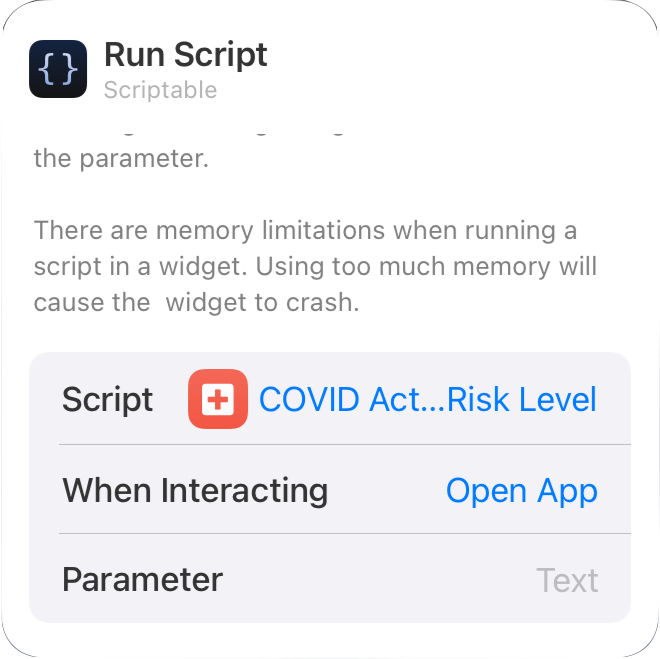 {}
Run Script
Scriptable
the parameter.
There are memory limitations when running a
script in a widget. Using too much memory will
cause the  widget to crash.
Script COVID Act...Risk Level
When Interacting Open App
Parameter Text